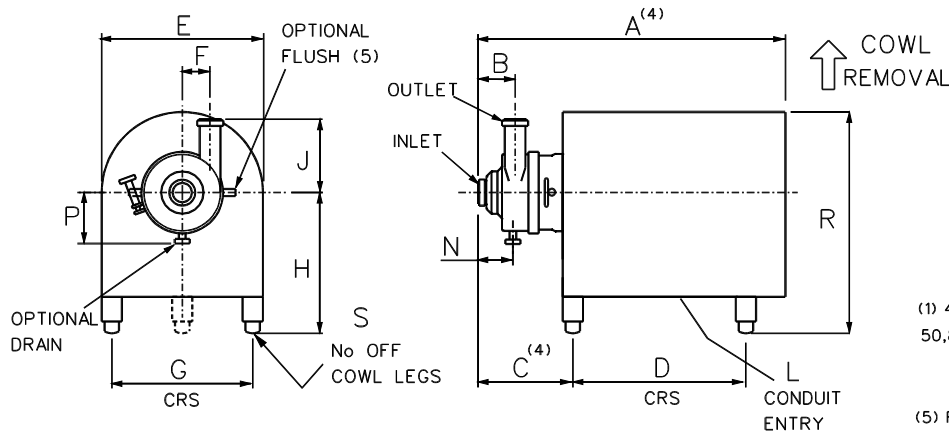 E
F
OPTIONAL
FLUSH (5)
J
P
H
OPTIONAL
DRAIN
G
CRS
S
No OFF
COWL LEGS
A(4)
B
OUTLET
INLET
N
C(4)
D
CRS
L
CONDUIT
ENTRY
R
COWL
REMOVAL
(1) 4
50,
(5)